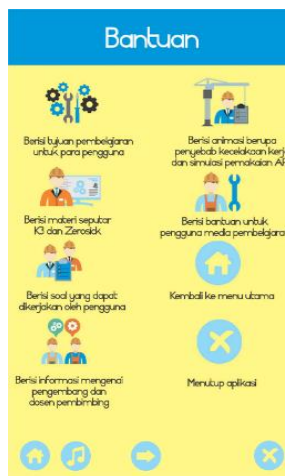 Bantuan
Berisi tujuan pembelajaran
untuk para pengguna
Berisi animasi berupa
penyebab kecelakaan kerj
dan simulasi pemakaian A
Berisi materi seputar
K3 dan Zerosick
Berisi bantuan untuk
pengguna media pembelajara
Berisi soal yang dapat
dikerjakan oleh pengguna
Kembali ke menu utama
Berisi informasi mengenai
pengembang dan
dosen pembimbing
Menutup aplikasi